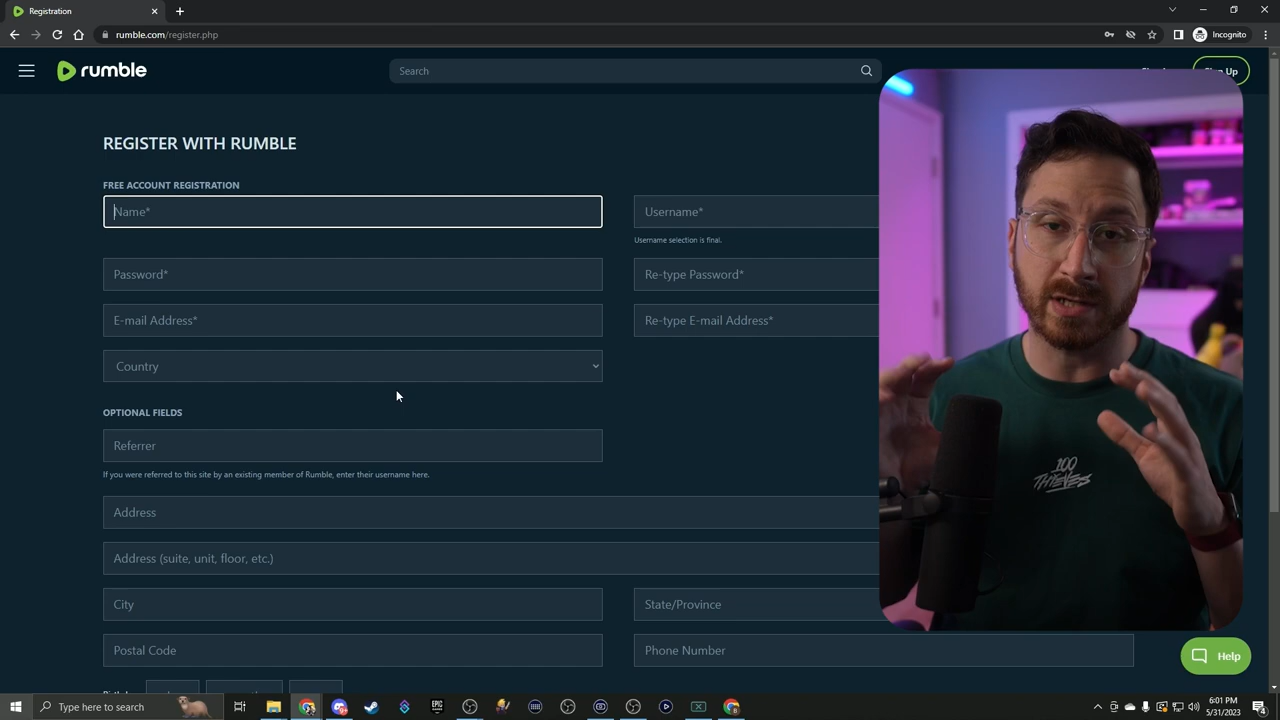 Registration
rumble.com/register.php
Incognito
rumble
Search
Up
REGISTER WITH RUMBLE
FREE ACCOUNT REGISTRATION
Name*
Username*
Username selection is final.
Password*
Re-type Password*
E-mail Address*
Re-type E-mail Address*
Country
OPTIONAL FIELDS
Referrer
If you were referred to this site by an existing member of Rumble, enter their username here.
100
THIEVES
Address
Address (suite, unit, floor, etc.)
City
State/Province
Postal Code
Phone Number
Help
Type here to search
EPIC
6:01 PM
5/31/2023